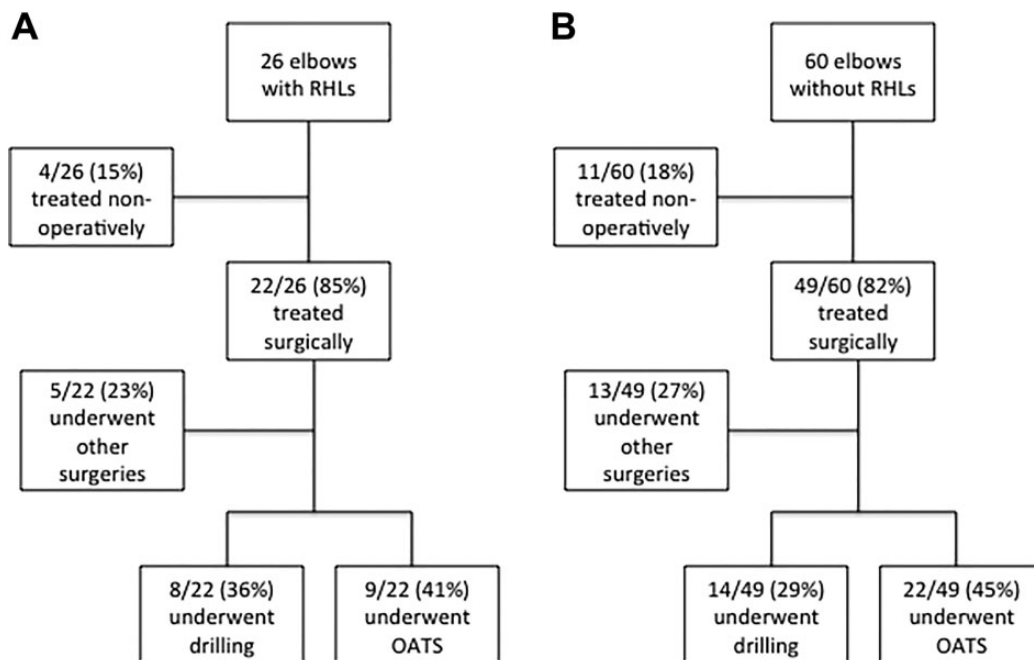 A
26 elbows
with RHLs
4/26 (15%)
treated non-
operatively
22/26 (85%)
treated
surgically
5/22 (23%)
underwent
other
surgeries
8/22 (36%)
underwent
drilling
9/22 (41%)
underwent
OATS
B
60 elbows
without RHLs
11/60 (18%)
treated non-
operatively
49/60 (82%)
treated
surgically
13/49 (27%)
underwent
other
surgeries
14/49 (29%)
underwent
drilling
22/49 (45%)
underwent
OATS